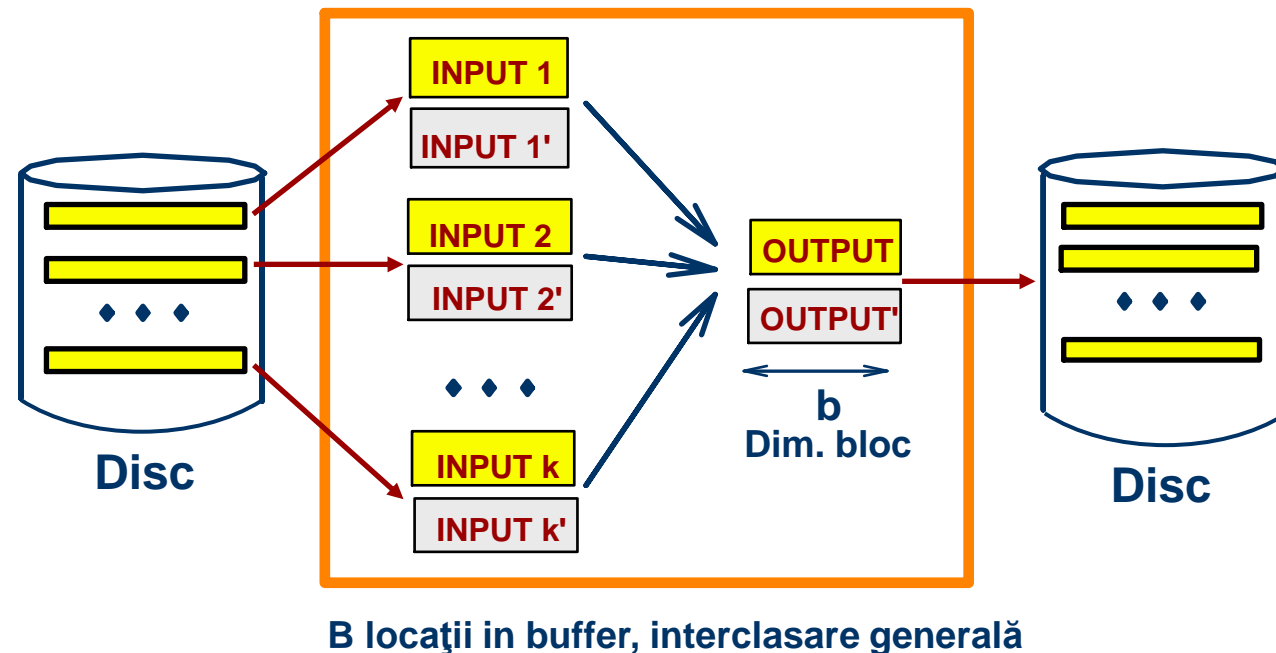 INPUT 1
INPUT 1'
INPUT 2
INPUT 2'
INPUT k
INPUT k'
OUTPUT
OUTPUT'
b
Dim. bloc
Disc
Disc
B locaţii in buffer, interclasare generală